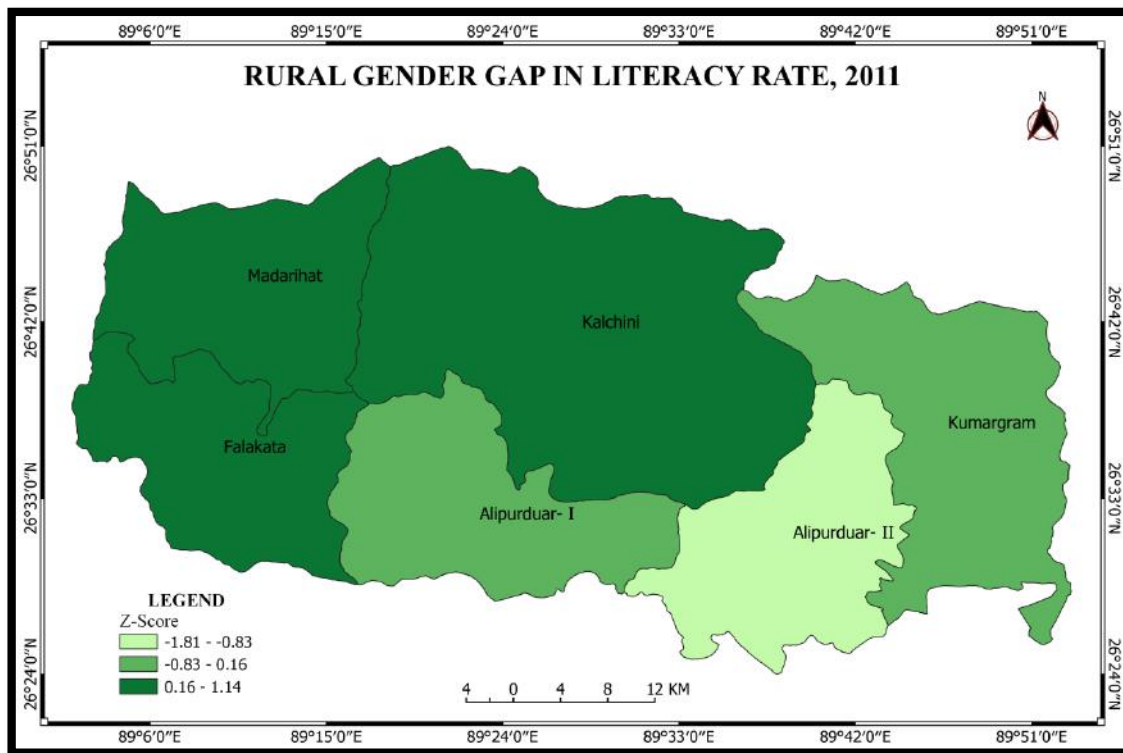 89°6′0″E 89°15′0″E 89°24′0″E 89°33′0″E 89°42′0″E 89°51′0″E
RURAL GENDER GAP IN LITERACY RATE, 2011
N
26°51′0″N 26°51′0″N
Madarihat
Kalchini
26°42′0″N 26°42′0″N
Kumargram
Falakata
26°33′0″N 26°33′0″N
Alipurduar- I
Alipurduar- II
LEGEND
Z-Score
-1.81 - -0.83
-0.83 - 0.16
0.16 - 1.14
4 0 4 8 12 KM
26°24′0″N 26°24′0″N
89°6′0″E 89°15′0″E 89°24′0″E 89°33′0″E 89°42′0″E 89°51′0″E